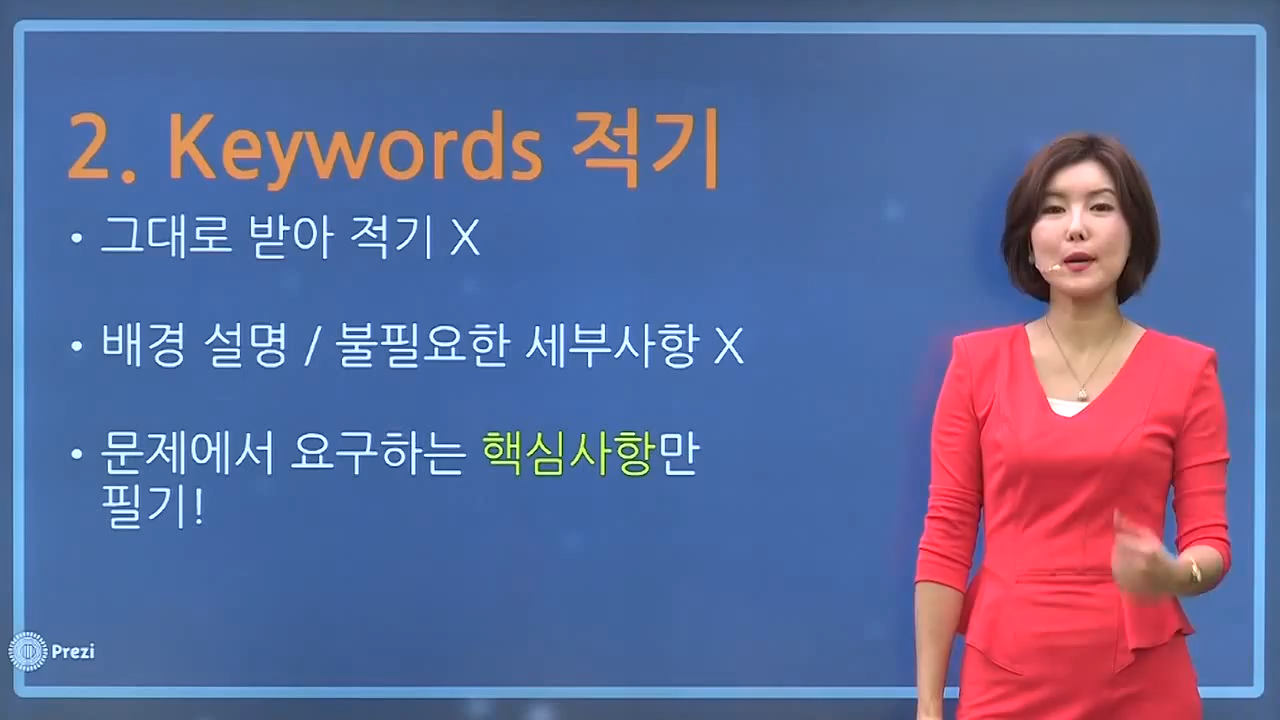 2. Keywords 적기
• 그대로 받아 적기 X
• 배경 설명 / 불필요한 세부사항 X
• 문제에서 요구하는 핵심사항만
필기!
Prezi